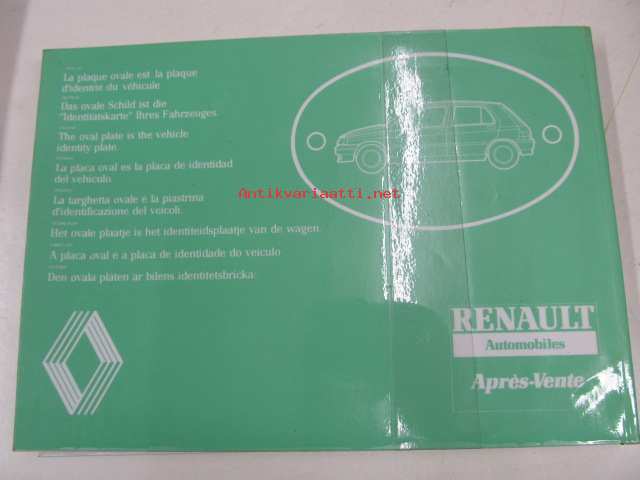 La plaque ovale est la plaque
d'identité du véhicule
Das ovale Schild ist die
"Identitätskarte" Ihres Fahrzeuges.
The oval plate is the vehicle
identity plate.
La placa oval es la placa de identidad
del vehiculo.
La targhetta ovale è la piastrina
d'identificazione del veicoli.
Het ovale plaatje is het identiteidsplaatje van de wagen.
A placa oval e a placa de identidade do veiculo
Den ovala platen ar bilens identitetsbricka.
Antikvariaatti.net
RENAULT
Automobiles
Après-Vente